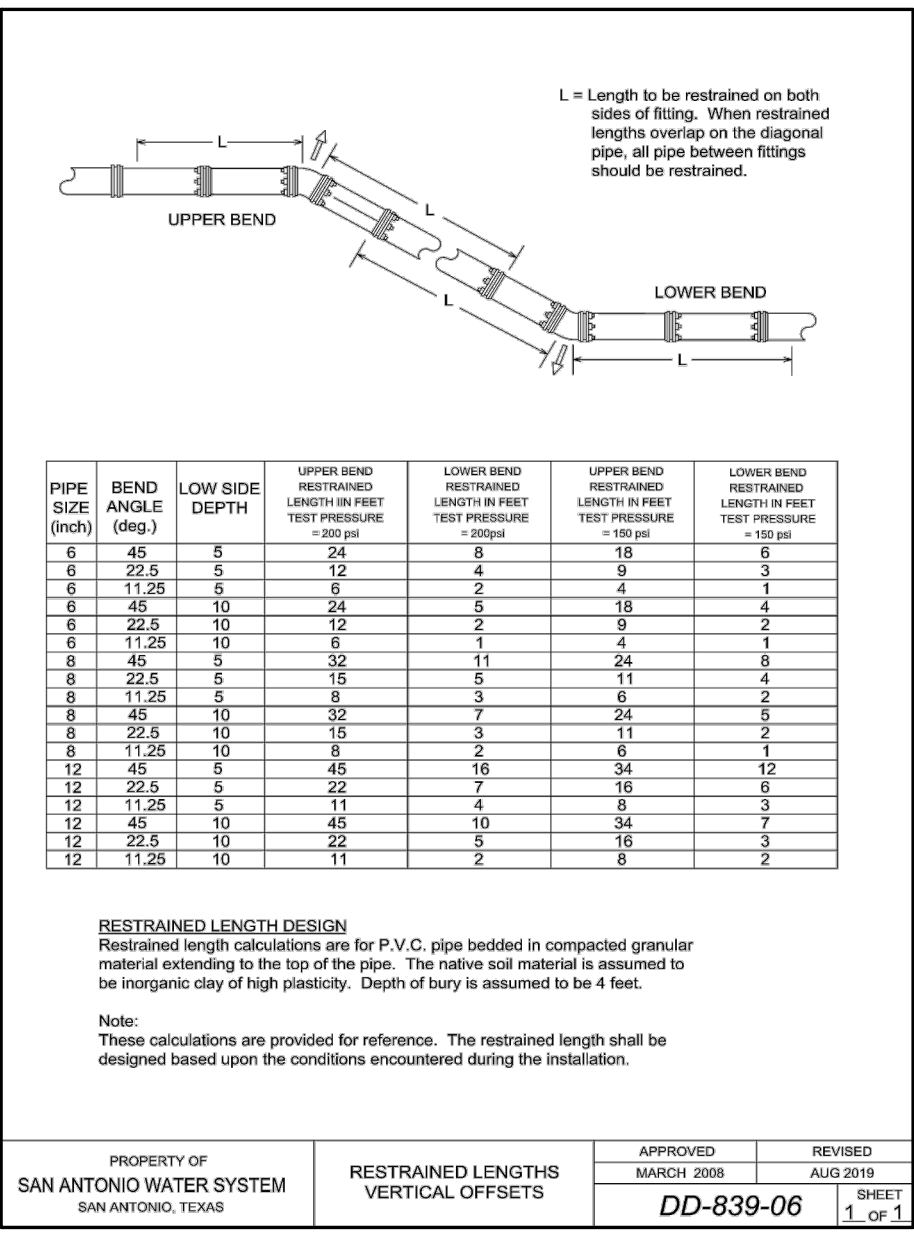 L = Length to be restrained on both
sides of fitting. When restrained
lengths overlap on the diagonal
pipe, all pipe between fittings
should be restrained.
L
UPPER BEND
L
L
LOWER BEND
L
PIPE SIZE (inch) BEND ANGLE (deg.) LOW SIDE DEPTH UPPER BEND RESTRAINED LENGTH IIN FEET TEST PRESSURE = 200 psi LOWER BEND RESTRAINED LENGTH IN FEET TEST PRESSURE = 200psi UPPER BEND RESTRAINED LENGTH IN FEET TEST PRESSURE = 150 psi LOWER BEND RESTRAINED LENGTH IN FEET TEST PRESSURE = 150 psi
6 45 5 24 8 18 6
6 22.5 5 12 4 9 3
6 11.25 5 6 2 4 1
6 45 10 24 5 18 4
6 22.5 10 12 2 9 2
6 11.25 10 6 1 4 1
8 45 5 32 11 24 8
8 22.5 5 15 5 11 4
8 11.25 5 8 3 6 2
8 45 10 32 7 24 5
8 22.5 10 15 3 11 2
8 11.25 10 8 2 6 1
12 45 5 45 16 34 12
12 22.5 5 22 7 16 6
12 11.25 5 11 4 8 3
12 45 10 45 10 34 7
12 22.5 10 22 5 16 3
12 11.25 10 11 2 8 2
RESTRAINED LENGTH DESIGN
Restrained length calculations are for P.V.C. pipe bedded in compacted granular
material extending to the top of the pipe. The native soil material is assumed to
be inorganic clay of high plasticity. Depth of bury is assumed to be 4 feet.
Note:
These calculations are provided for reference. The restrained length shall be
designed based upon the conditions encountered during the installation.
PROPERTY OF
SAN ANTONIO WATER SYSTEM
SAN ANTONIO, TEXAS
RESTRAINED LENGTHS
VERTICAL OFFSETS
APPROVED REVISED
MARCH 2008 AUG 2019
DD-839-06
SHEET
1 OF 1